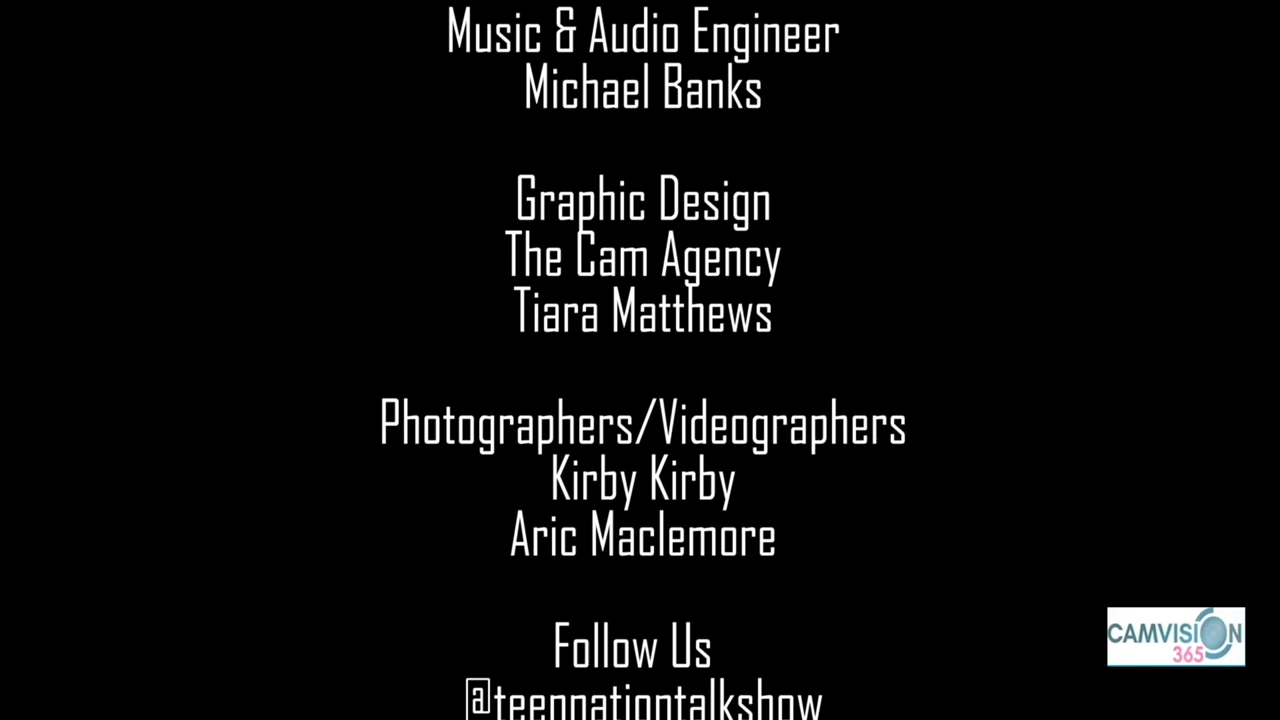 Music & Audio Engineer
Michael Banks
Graphic Design
The Cam Agency
Tiara Matthews
Photographers/Videographers
Kirby Kirby
Aric Maclemore
Follow Us
@teennationtalkshow
CAMVISION
365